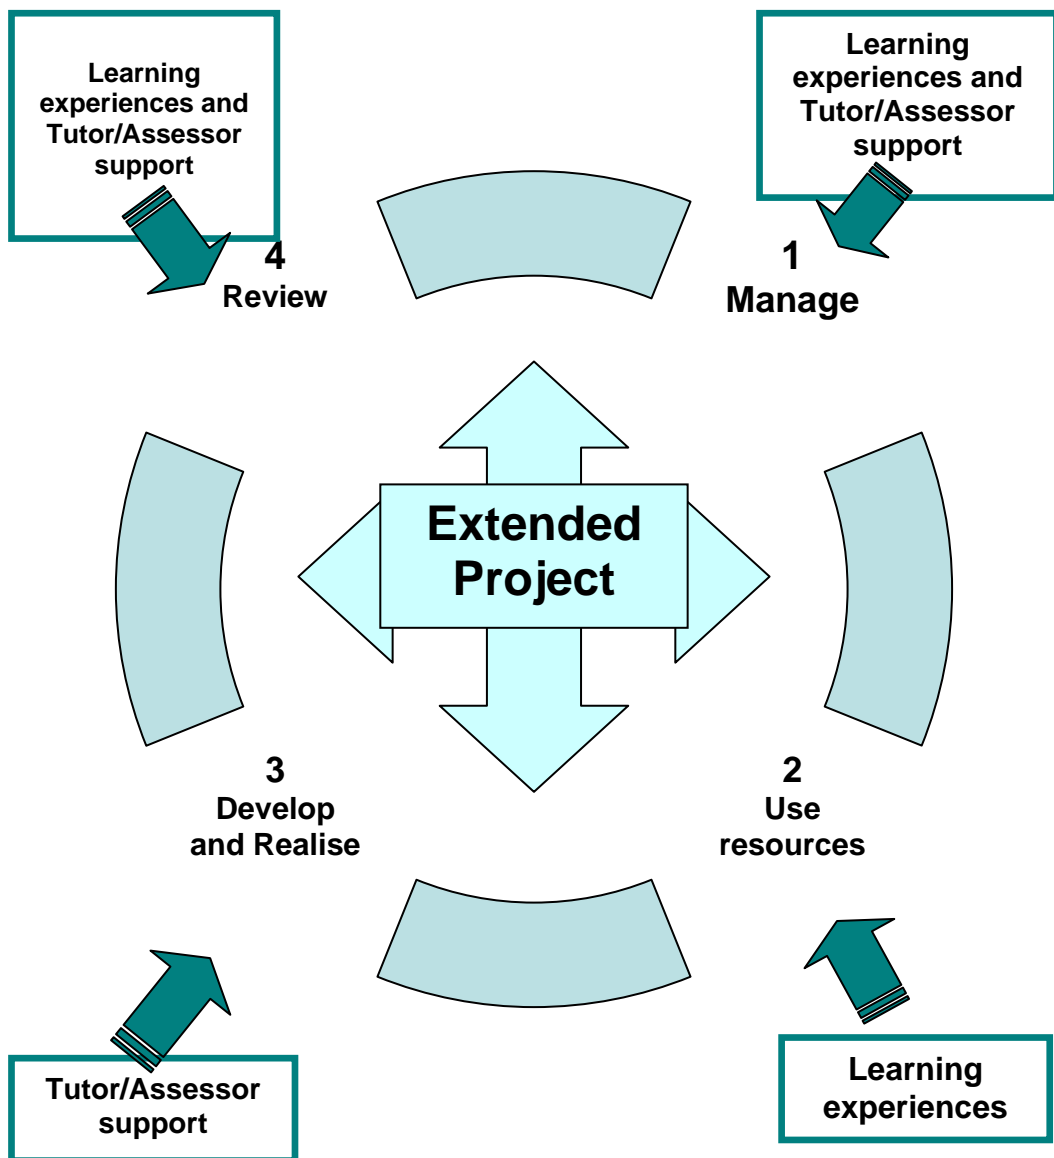 Learning
experiences and
Tutor/Assessor
support
Learning
experiences and
Tutor/Assessor
support
4
Review
1
Manage
Extended
Project
3
Develop
and Realise
2
Use
resources
Tutor/Assessor
support
Learning
experiences